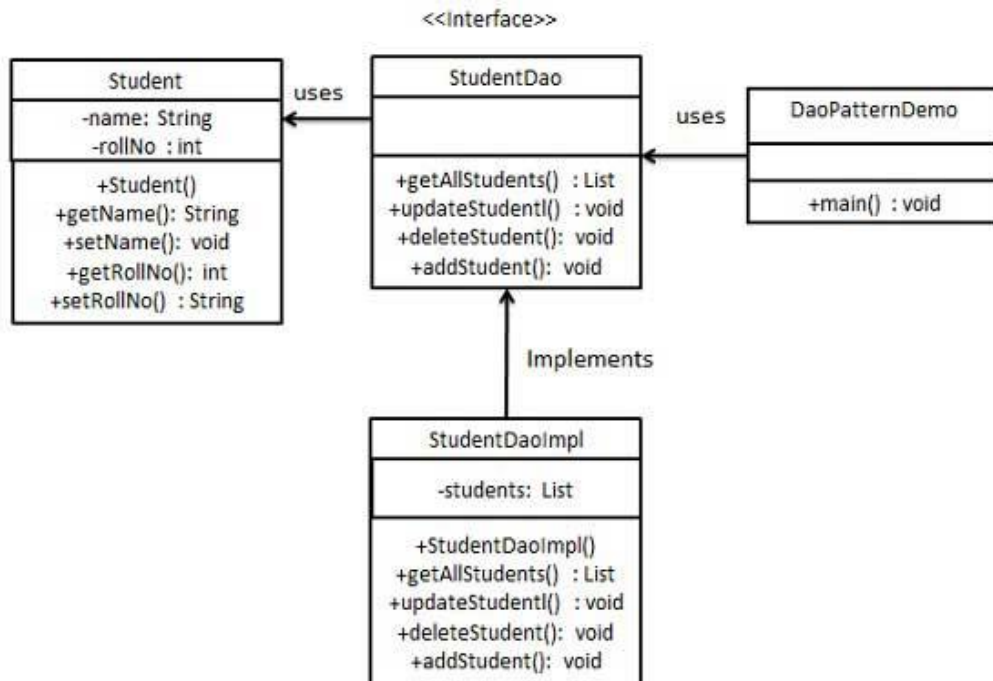 <<Interface>>
Student
-name: String
-rollNo : int
+Student()
+getName(): String
+setName(): void
+getRollNo(): int
+setRollNo() : String
uses
StudentDao
+getAllStudents() : List
+updateStudentl() : void
+deleteStudent(): void
+addStudent(): void
uses
DaoPatternDemo
+main() : void
Implements
StudentDaoImpl
-students: List
+StudentDaoImpl()
+getAllStudents() : List
+updateStudentl() : void
+deleteStudent(): void
+addStudent(): void